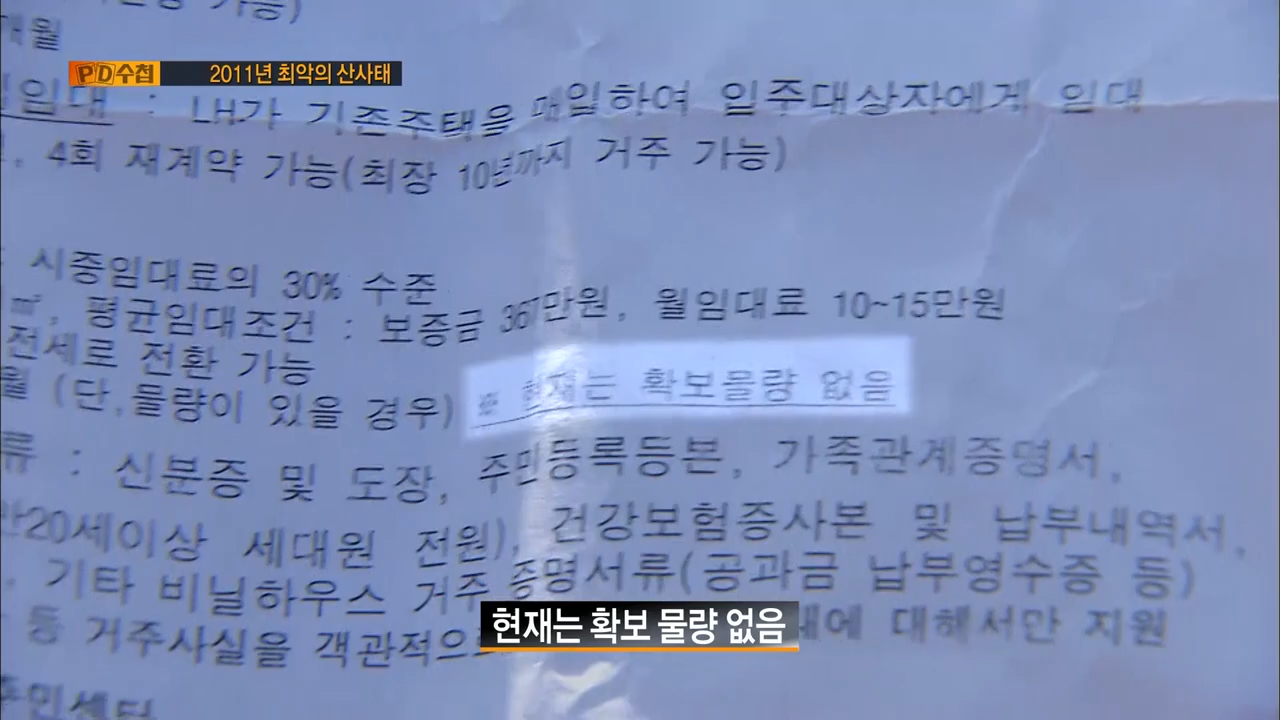 가능)
개월
PD수첩 2011년 최악의 산사태
임대 : LH가 기존주택을 매입하여 입주대상자에게 임대
, 4회 재계약 가능(최장 10년까지 거주 가능)
: 시중임대료의 30% 수준
㎡, 평균임대조건 : 보증금 367만원, 월임대료 10~15만원
전세로 전환 가능
월 (단,물량이 있을 경우) ※ 현재는 확보물량 없음
류 : 신분증 및 도장, 주민등록등본, 가족관계증명서,
만20세이상 세대원 전원), 건강보험증사본 및 납부내역서,
, 기타 비닐하우스 거주 증명서류(공과금 납부영수증 등)
등 거주사실을 객관적으 에 대해서만 지원
현재는 확보 물량 없음
주민센터